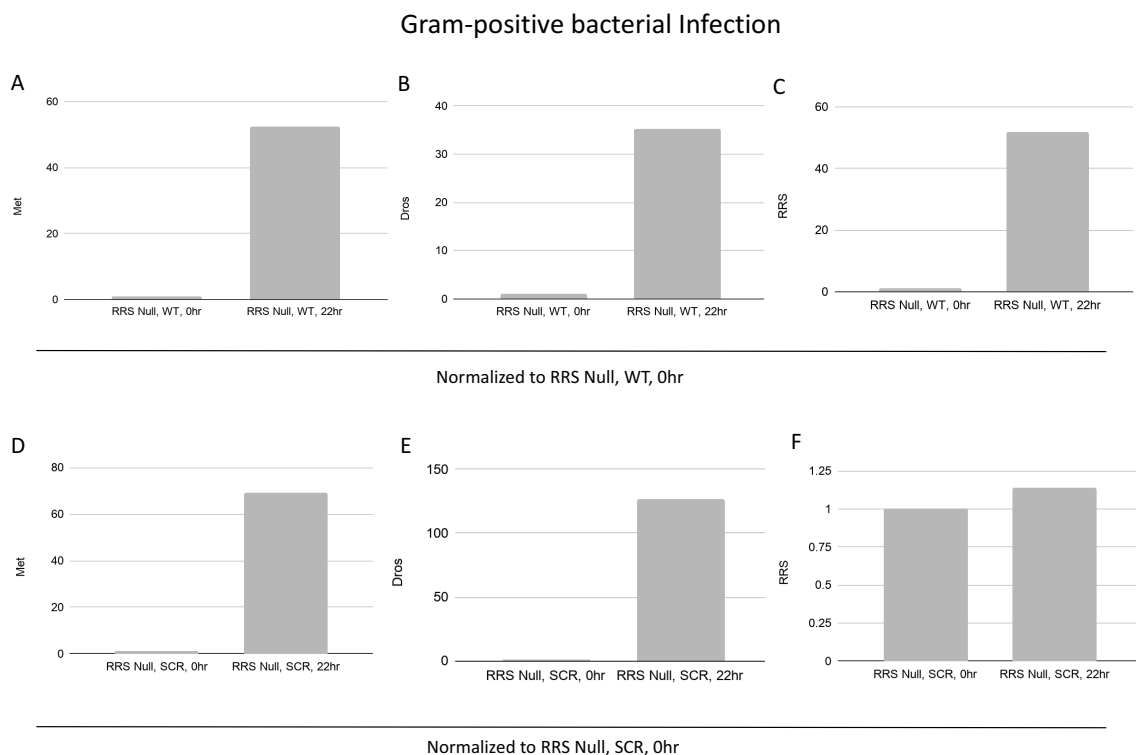 Gram-positive bacterial Infection
A
60
40
20
0
Met
RRS Null, WT, 0hr
RRS Null, WT, 22hr
B
40
30
20
10
0
Dros
RRS Null, WT, 0hr
RRS Null, WT, 22hr
C
60
40
20
0
RRS
RRS Null, WT, 0hr
RRS Null, WT, 22hr
Normalized to RRS Null, WT, 0hr
D
80
60
40
20
0
Met
RRS Null, SCR, 0hr
RRS Null, SCR, 22hr
E
150
100
50
0
Dros
RRS Null, SCR, 0hr
RRS Null, SCR, 22hr
F
1.25
1
0.75
0.5
0.25
0
RRS
RRS Null, SCR, 0hr
RRS Null, SCR, 22hr
Normalized to RRS Null, SCR, 0hr